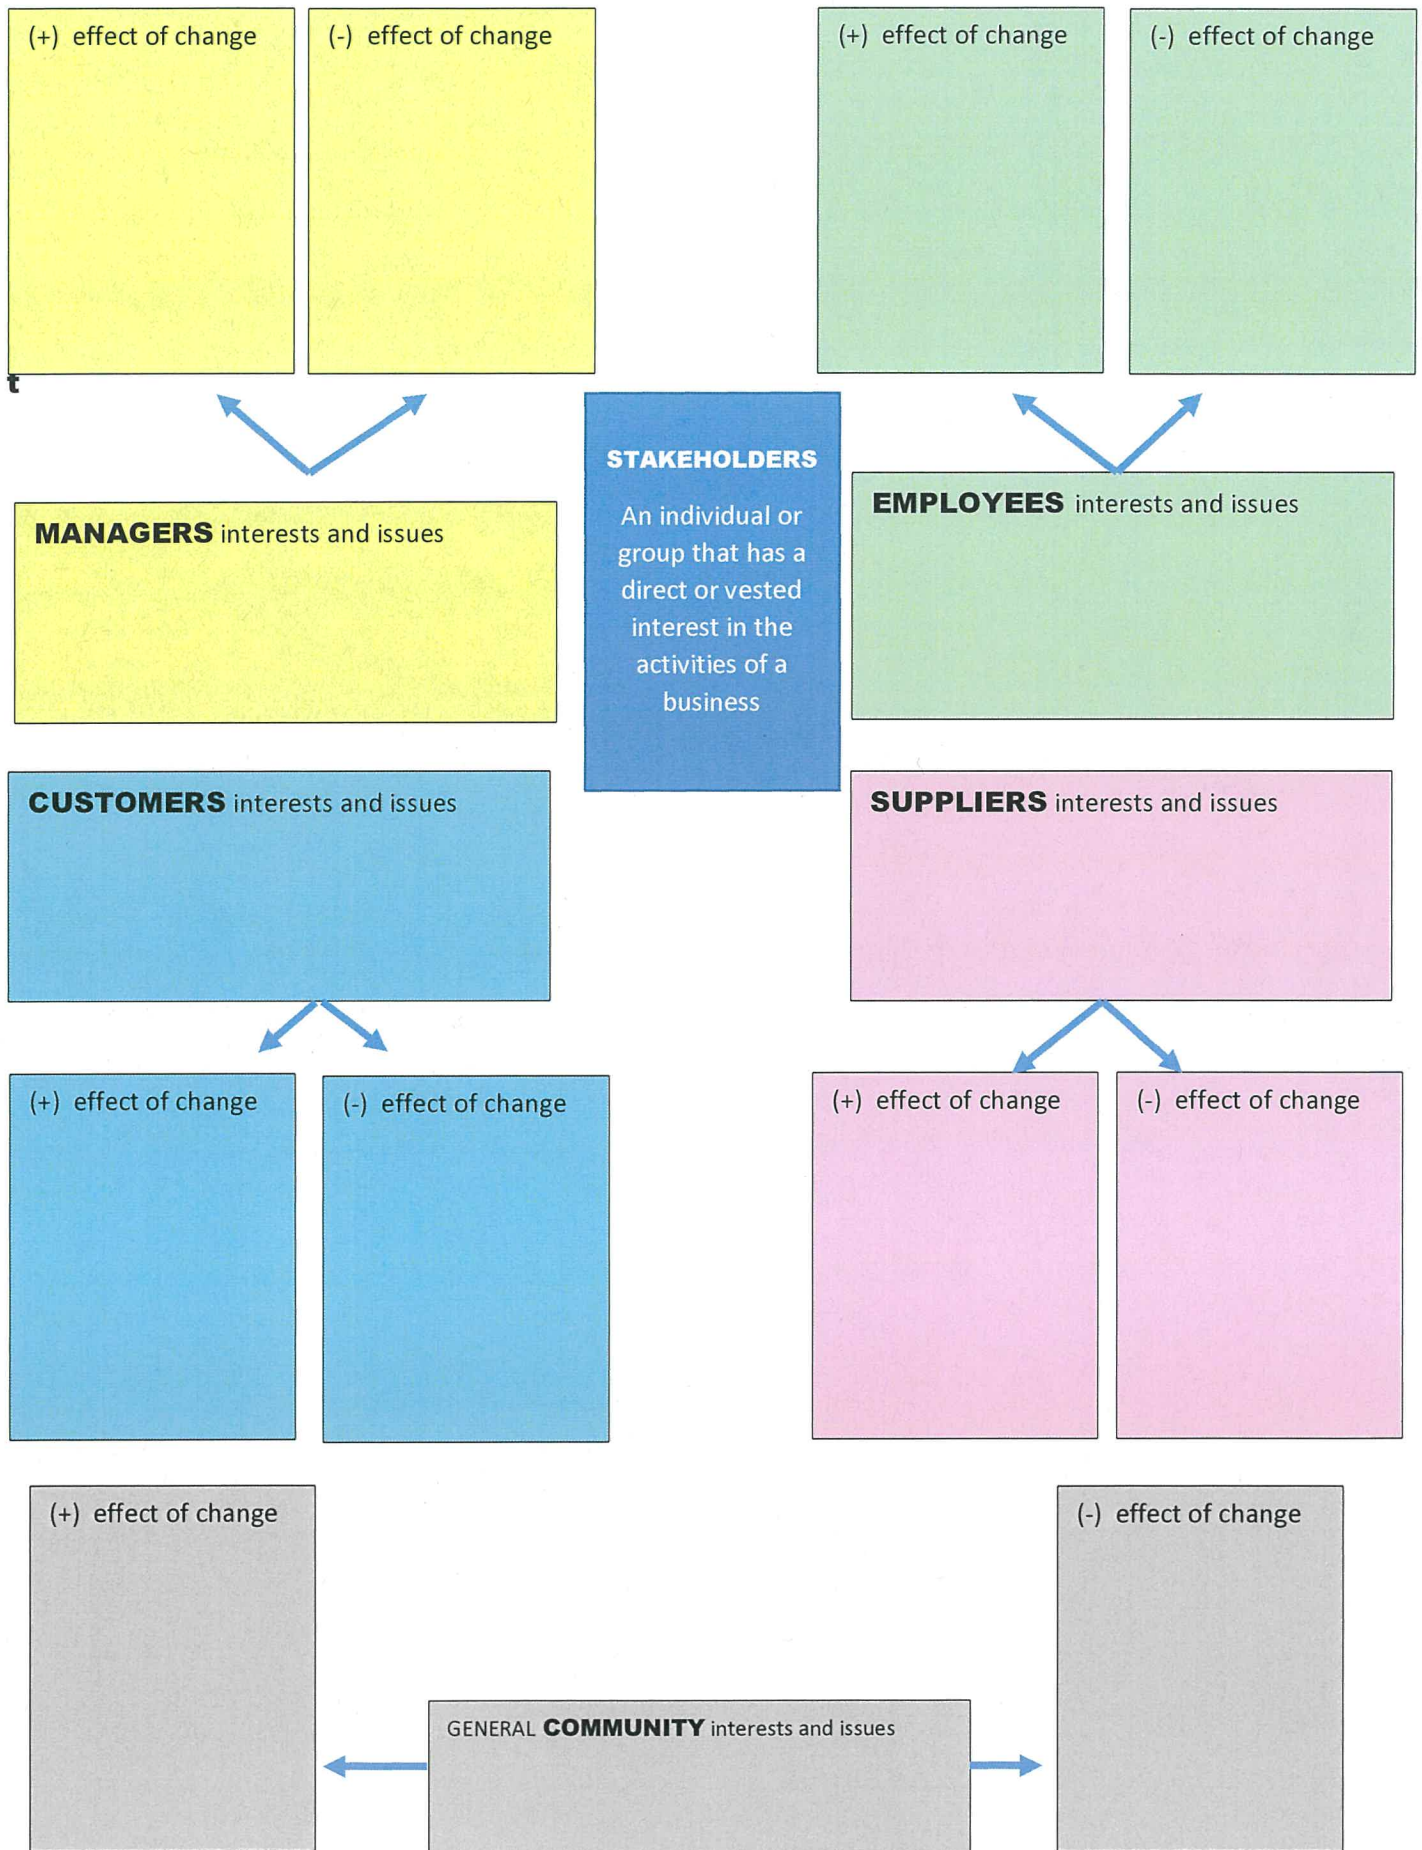 (+) effect of change
(-) effect of change
(+) effect of change
(-) effect of change
t
STAKEHOLDERS
An individual or
group that has a
direct or vested
interest in the
activities of a
business
MANAGERS interests and issues
EMPLOYEES interests and issues
CUSTOMERS interests and issues
SUPPLIERS interests and issues
(+) effect of change
(-) effect of change
(+) effect of change
(-) effect of change
(+) effect of change
(-) effect of change
GENERAL COMMUNITY interests and issues